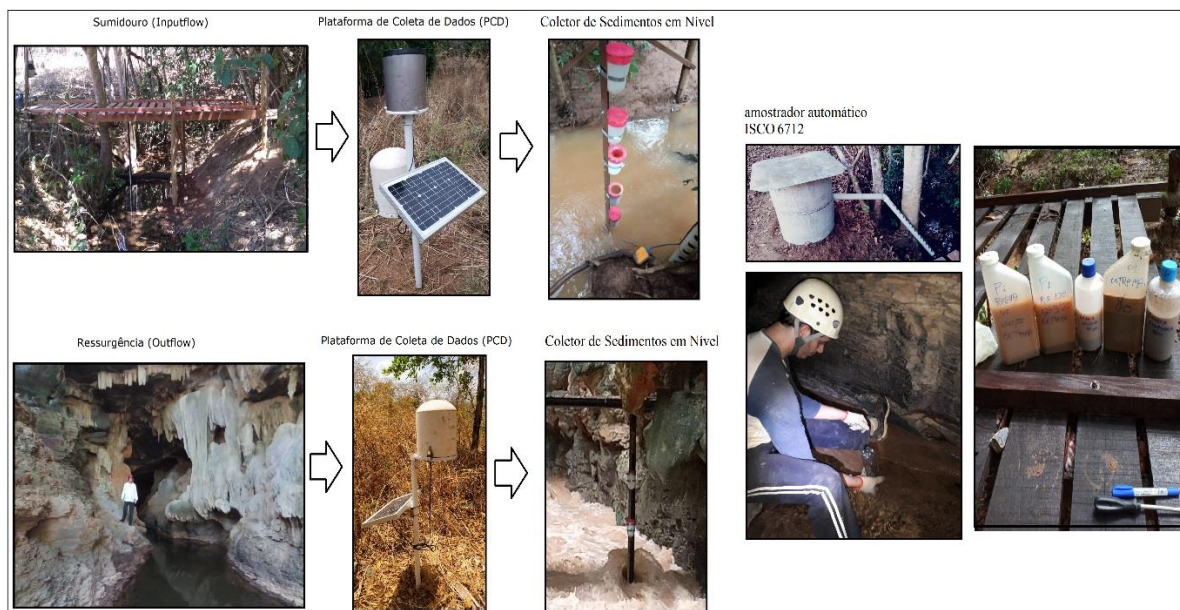 Sumidouro (Inputflow)
Plataforma de Coleta de Dados (PCD)
Coletor de Sedimentos em Nível
amostrador automático
ISCO 6712
Ressurgência (Outflow)
Plataforma de Coleta de Dados (PCD)
Coletor de Sedimentos em Nível